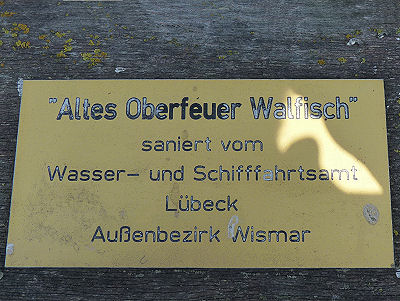 "Altes Oberfeuer Walfisch"
saniert vom
Wasser- und Schifffahrtsamt
Lübeck
Außenbezirk Wismar